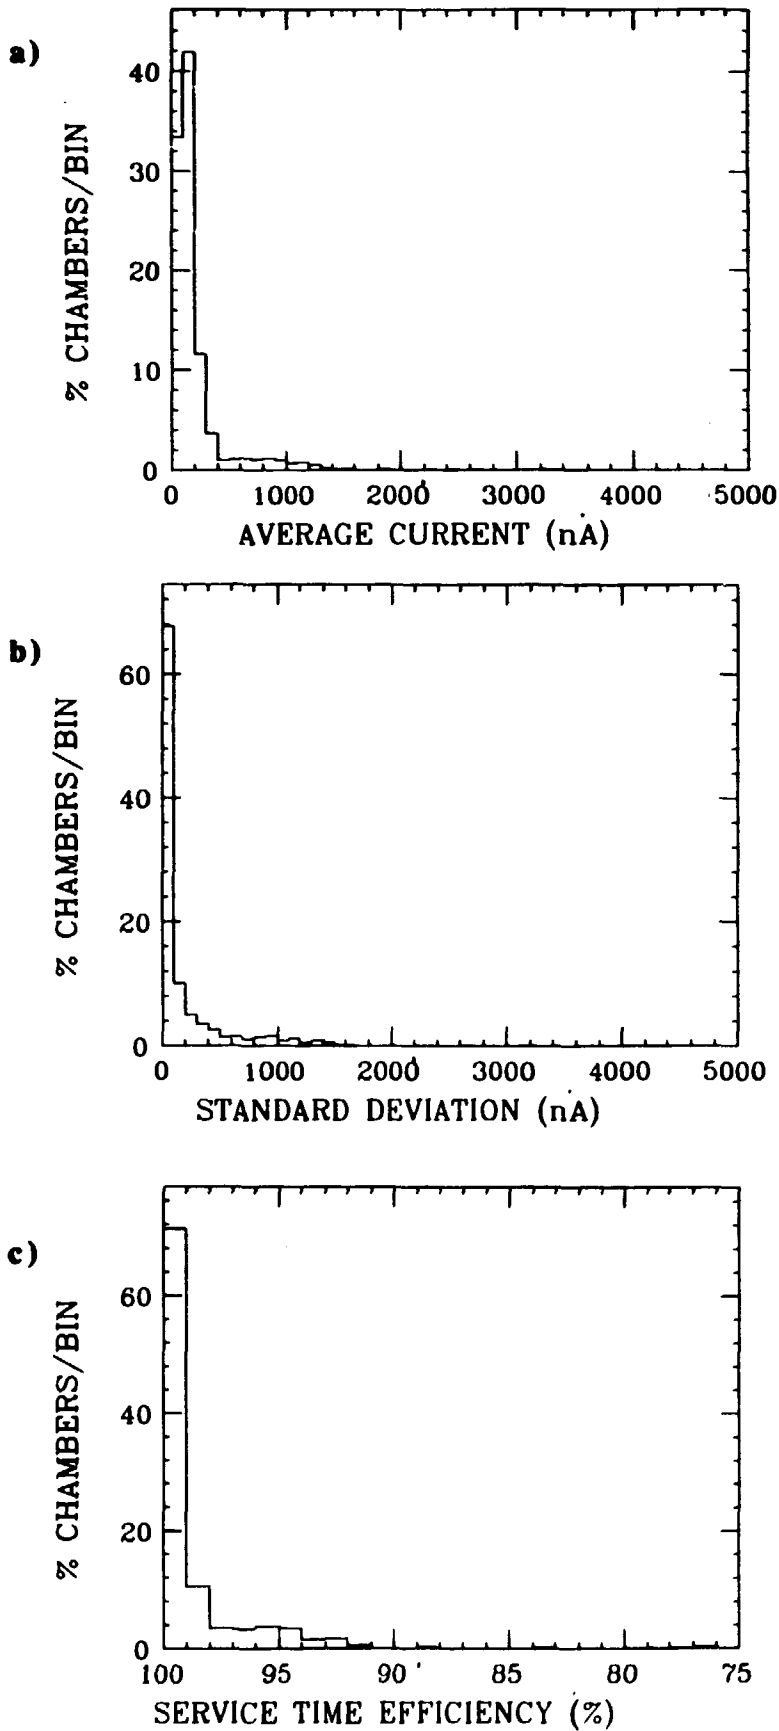 a)
% CHAMBERS/BIN
40
30
20
10
0
0 1000 2000 3000 4000 5000
AVERAGE CURRENT (nA)
b)
% CHAMBERS/BIN
60
40
20
0
0 1000 2000 3000 4000 5000
STANDARD DEVIATION (nA)
c)
% CHAMBERS/BIN
60
40
20
0
100 95 90 85 80 75
SERVICE TIME EFFICIENCY (%)